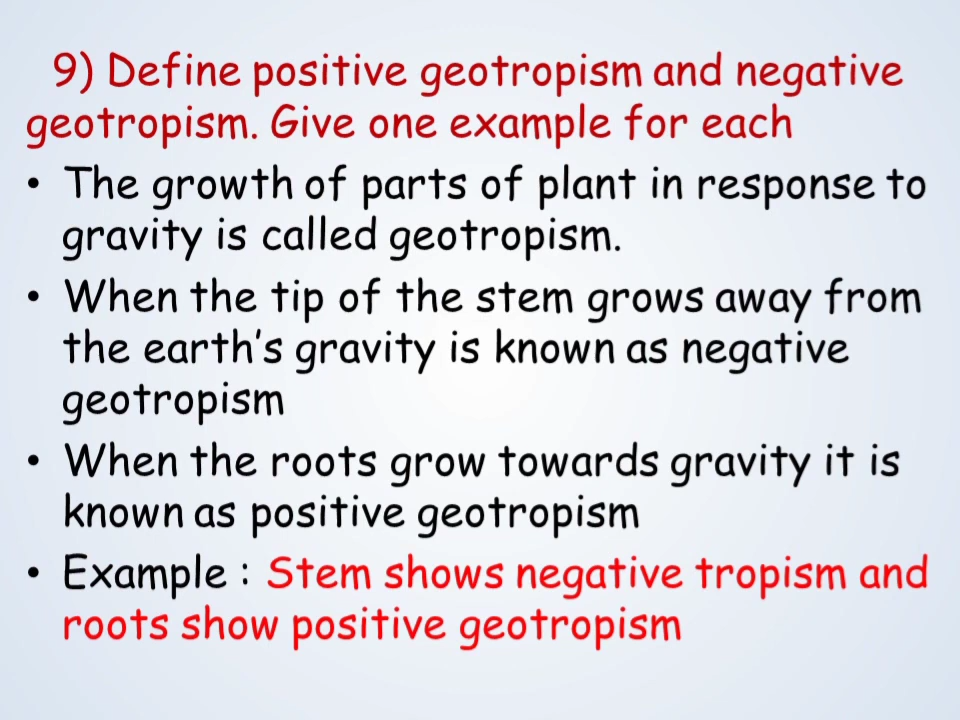 9) Define positive geotropism and negative
geotropism. Give one example for each
• The growth of parts of plant in response to
gravity is called geotropism.
• When the tip of the stem grows away from
the earth’s gravity is known as negative
geotropism
• When the roots grow towards gravity it is
known as positive geotropism
• Example : Stem shows negative tropism and
roots show positive geotropism